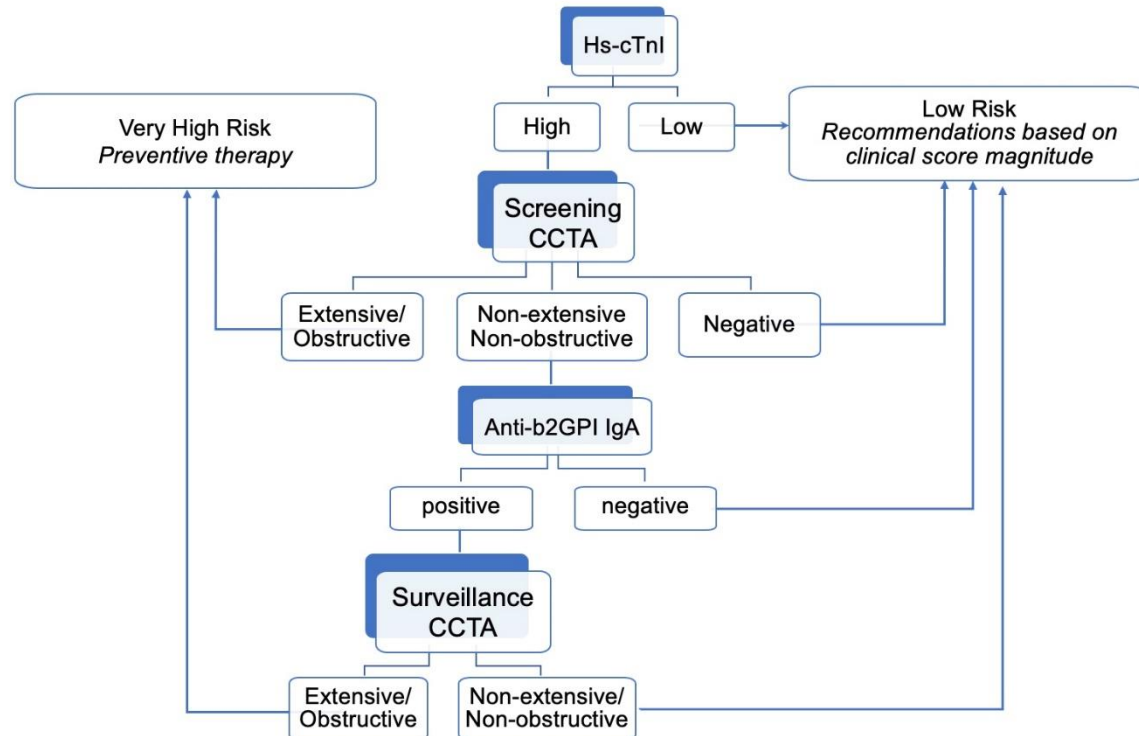 Hs-cTnI
Very High Risk
Preventive therapy
High
Low
Low Risk
Recommendations based on
clinical score magnitude
Screening
CCTA
Extensive/
Obstructive
Non-extensive
Non-obstructive
Negative
Anti-b2GPI IgA
positive
negative
Surveillance
CCTA
Extensive/
Obstructive
Non-extensive/
Non-obstructive